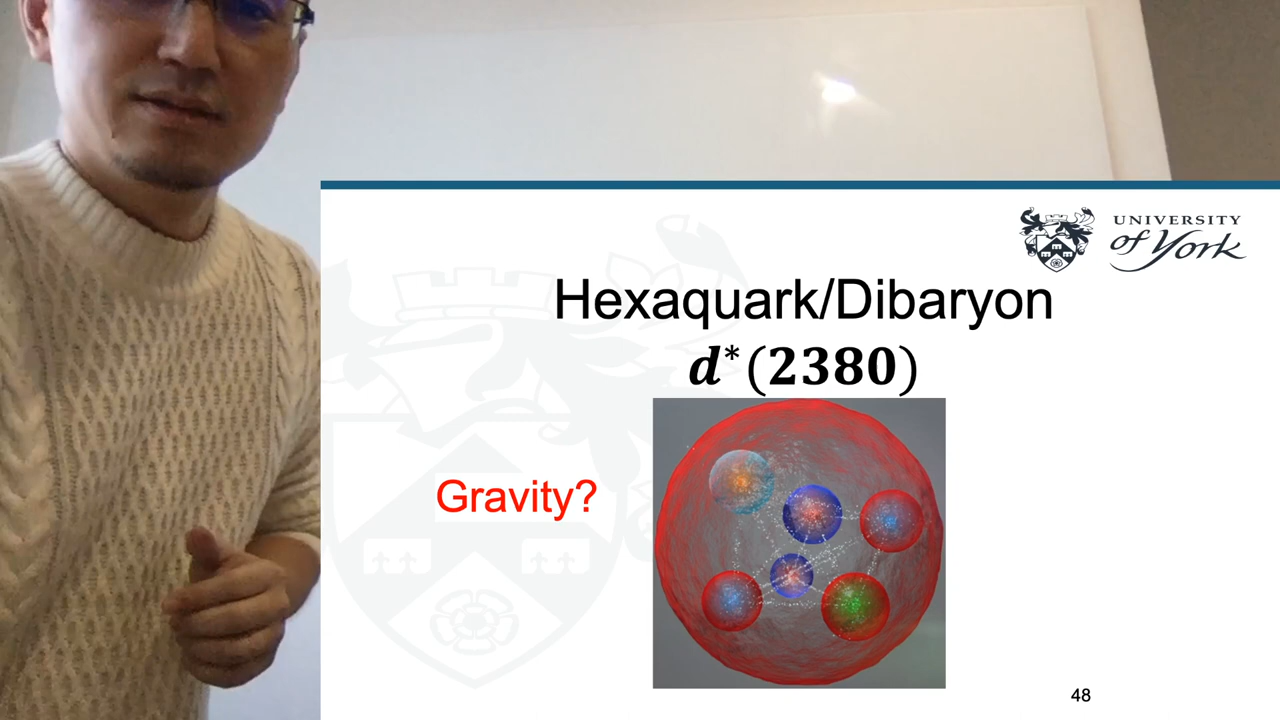 UNIVERSITY
of York
Hexaquark/Dibaryon
d*(2380)
Gravity?
48